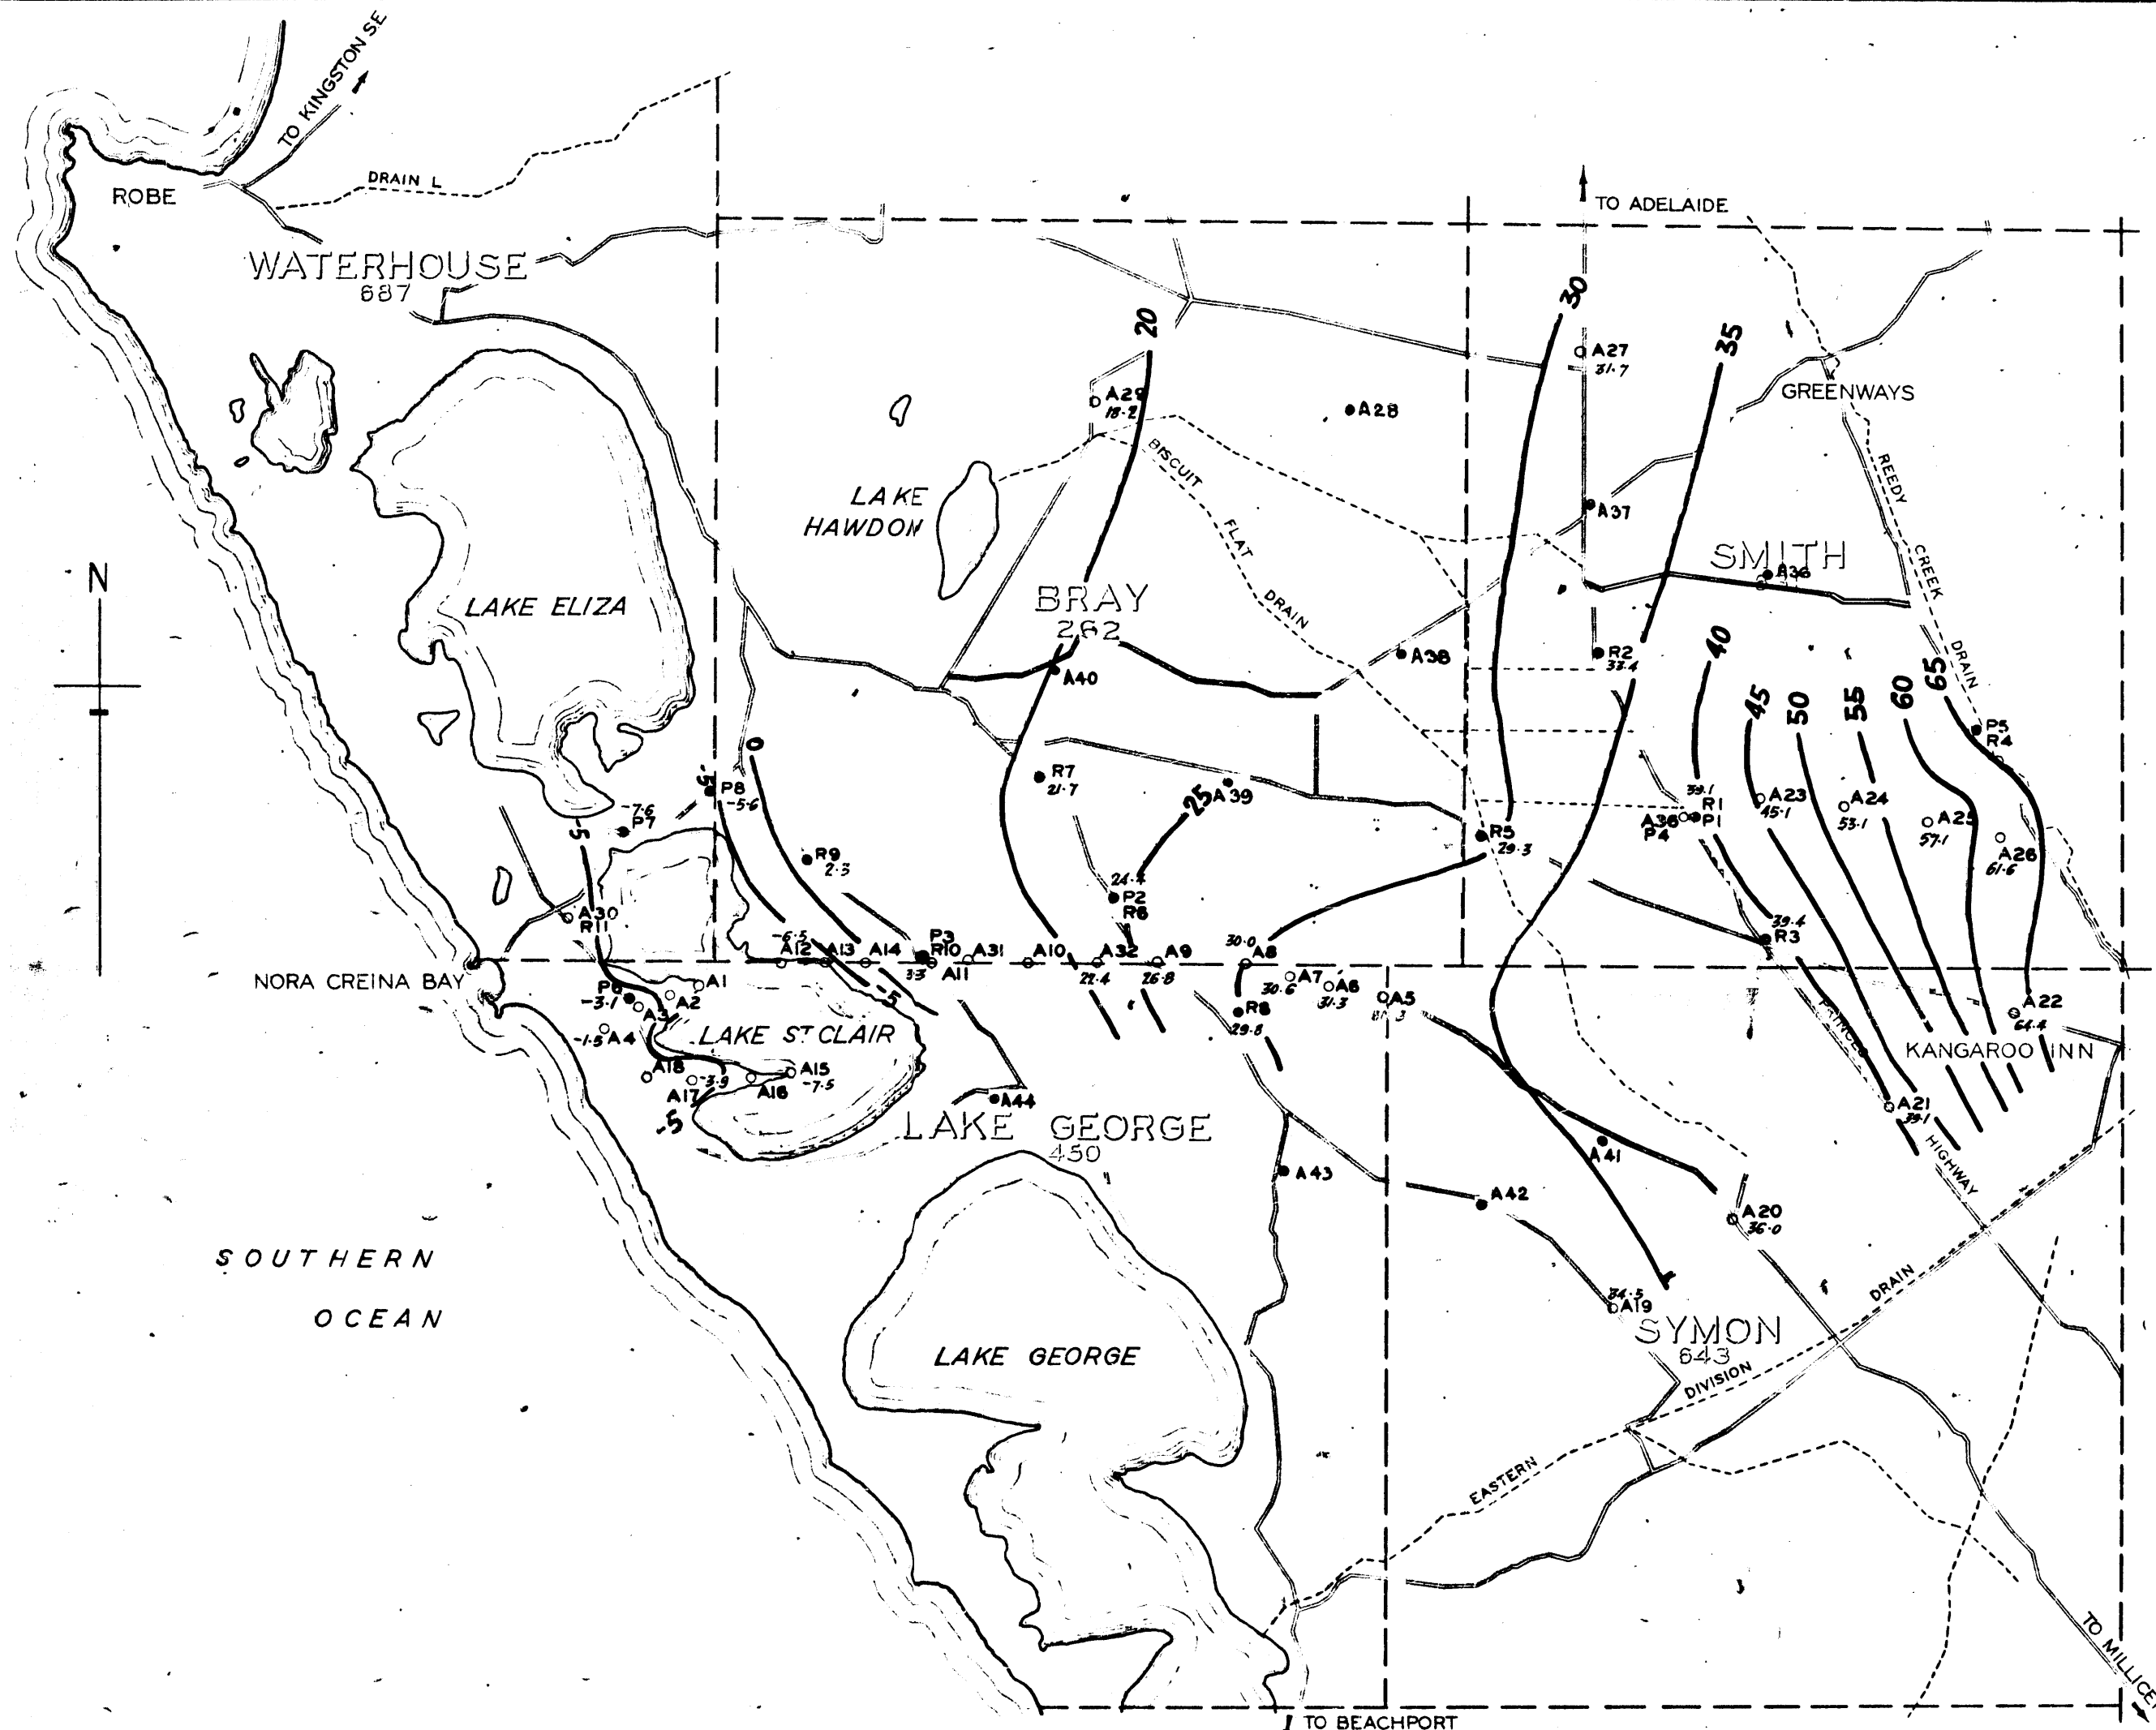 TO KINGSTON S.E
DRAIN L
ROBE
TO ADELAIDE
WATERHOUSE
687
30
20
35
A27
31.7
GREENWAYS
A29
18.2
A28
BISCUIT
FLAT
DRAIN
REEDY
CREEK
DRAIN
LAKE
HAWDON
A37
SMITH
A36
N
LAKE ELIZA
BRAY
262
A38
R2
33.4
40
A40
65
60
45
50
55
P5
R4
0
-5
P8
-5.6
R7
21.7
25
A39
39.1
R1
P1
A36
P4
A23
45.1
A24
53.1
A25
57.1
A26
61.6
-7.6
P7
-5
R5
29.3
R9
2.3
24.4
P2
R6
A30
R11
39.4
R3
-6.5
A12
A13
A14
P3
R10
3.3
A11
A31
A10
A32
22.4
A9
26.8
30.0
A8
A7
30.6
A6
31.3
A5
NORA CREINA BAY
P6
-3.1
A1
A2
A3
-5
R8
29.8
A22
64.4
PRINCES
-1.5
A4
LAKE ST. CLAIR
KANGAROO INN
A18
A17
-3.9
A16
A15
-7.5
-5
A44
A21
39.1
HIGHWAY
LAKE GEORGE
450
A41
A43
A42
A20
36.0
SOUTHERN
OCEAN
34.5
A19
DRAIN
SYMON
643
LAKE GEORGE
DIVISION
EASTERN
TO BEACHPORT